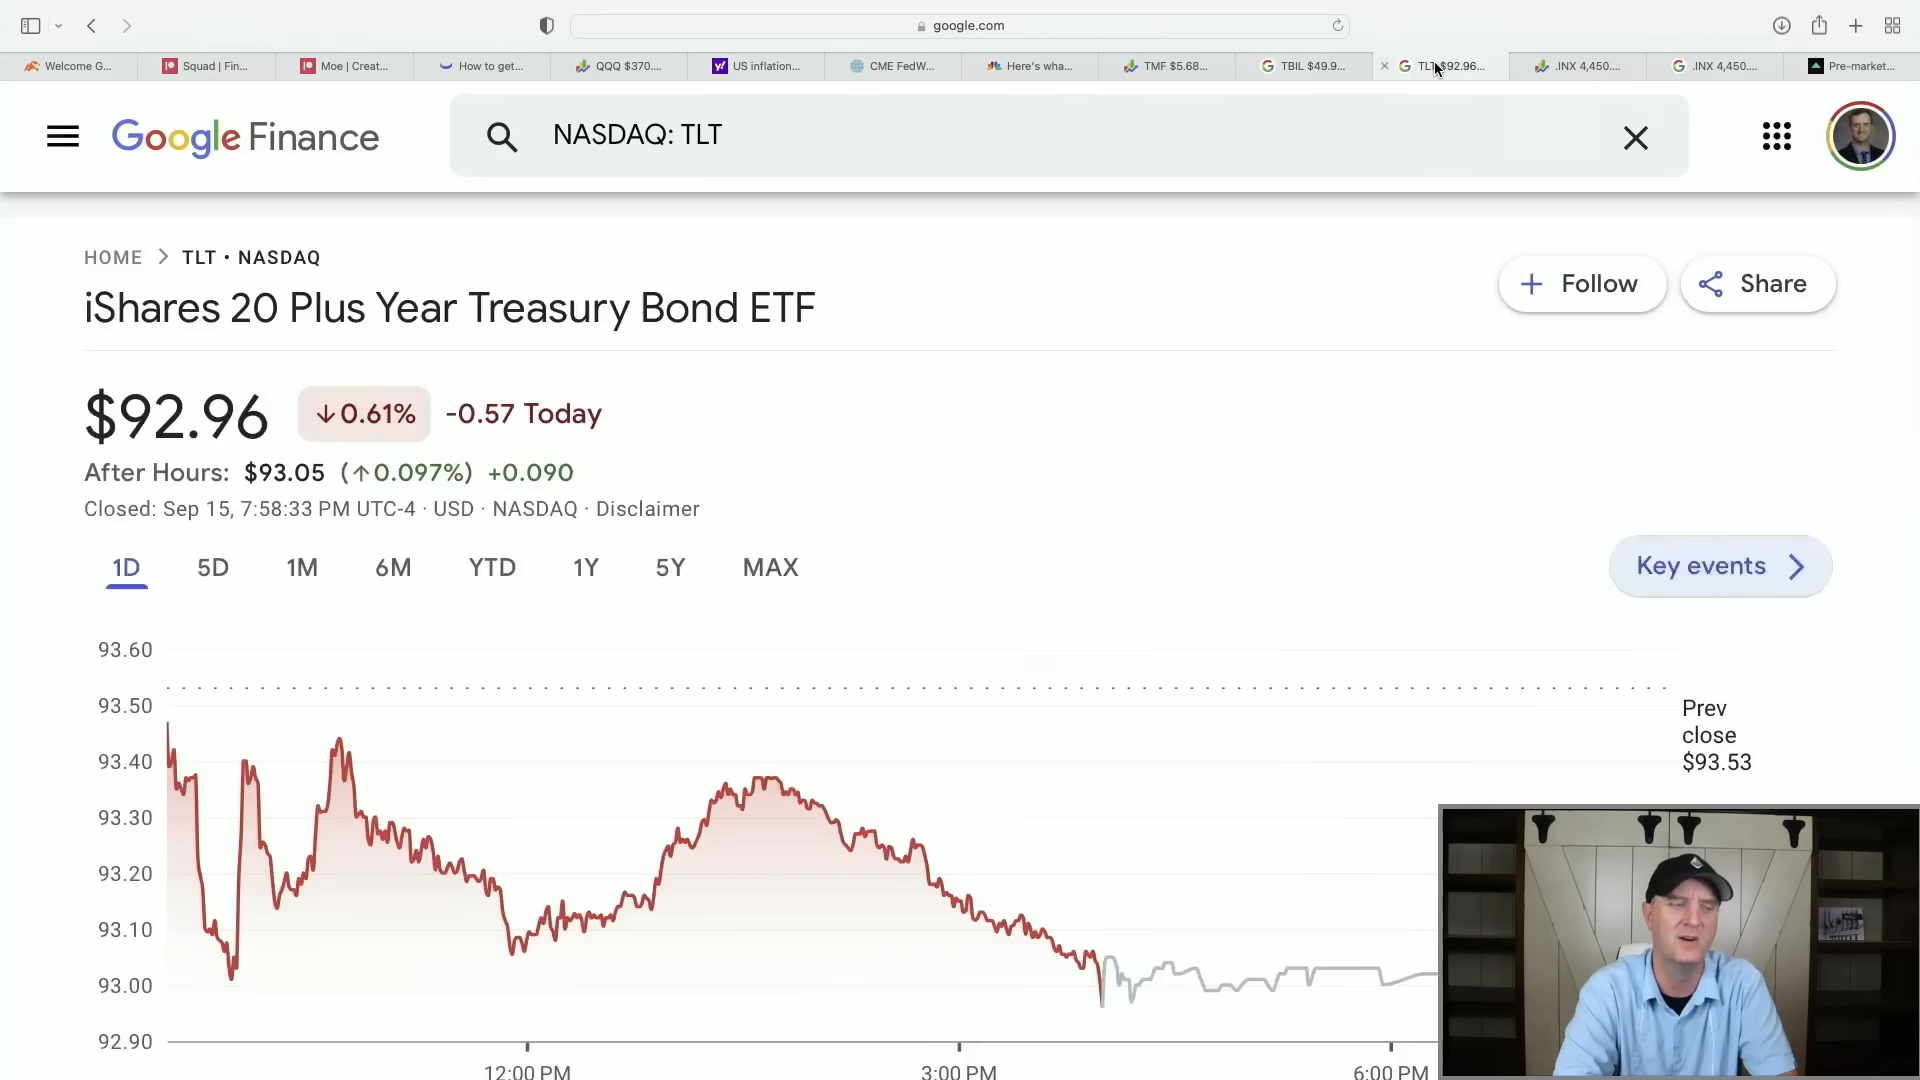 google.com
Welcome G...
Squad | Fin...
Moe | Creat...
How to get...
QQQ $370....
US inflation...
CME FedW...
Here's wha...
TMF $5.68...
TBIL $49.9...
TLT $92.96...
.INX 4,450....
.INX 4,450....
Pre-market...
Google Finance
NASDAQ: TLT
HOME > TLT • NASDAQ
iShares 20 Plus Year Treasury Bond ETF
+ Follow
Share
$92.96 ↓0.61% -0.57 Today
After Hours: $93.05 (↑0.097%) +0.090
Closed: Sep 15, 7:58:33 PM UTC-4 · USD · NASDAQ · Disclaimer
1D 5D 1M 6M YTD 1Y 5Y MAX
Key events
93.60
93.50
93.40
93.30
93.20
93.10
93.00
92.90
Prev
close
$93.53
12:00 PM
3:00 PM
6:00 PM